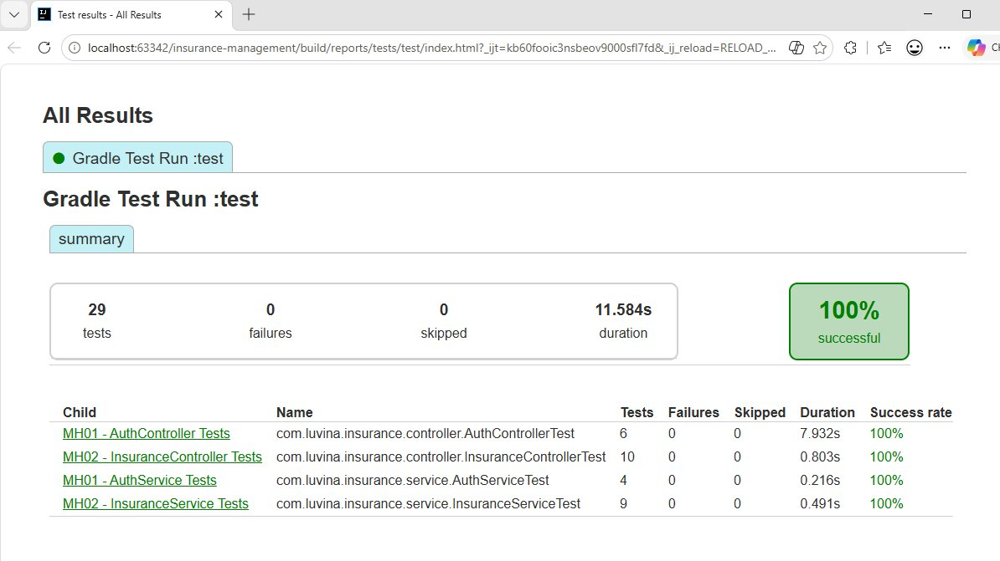 Test results - All Results
localhost:63342/insurance-management/build/reports/tests/test/index.html?_ijt=kb60fooic3nsbeov9000sfl7fd&_ij_reload=RELOAD_...
All Results
Gradle Test Run :test
Gradle Test Run :test
summary
29 0 0 11.584s 100%
tests failures skipped duration successful
Child Name Tests Failures Skipped Duration Success rate
MH01 - AuthController Tests com.luvina.insurance.controller.AuthControllerTest 6 0 0 7.932s 100%
MH02 - InsuranceController Tests com.luvina.insurance.controller.InsuranceControllerTest 10 0 0 0.803s 100%
MH01 - AuthService Tests com.luvina.insurance.service.AuthServiceTest 4 0 0 0.216s 100%
MH02 - InsuranceService Tests com.luvina.insurance.service.InsuranceServiceTest 9 0 0 0.491s 100%